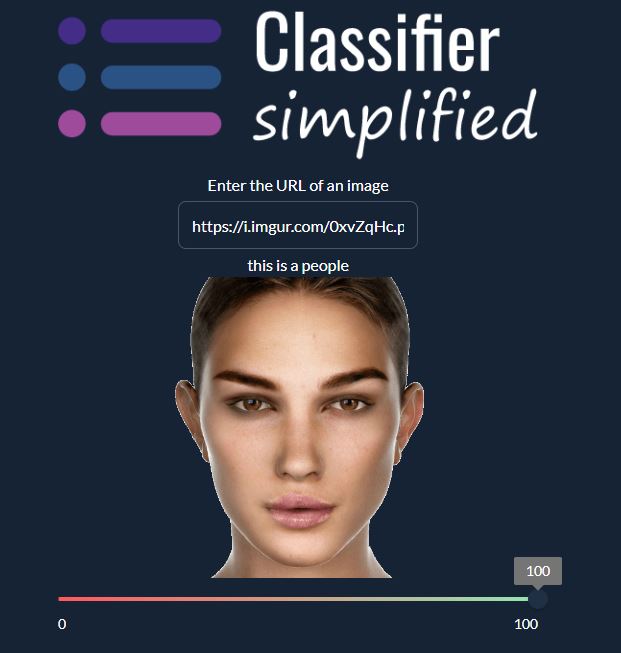 Classifier
simplified
Enter the URL of an image
https://i.imgur.com/0xvZqHc.p
this is a people
100
0
100